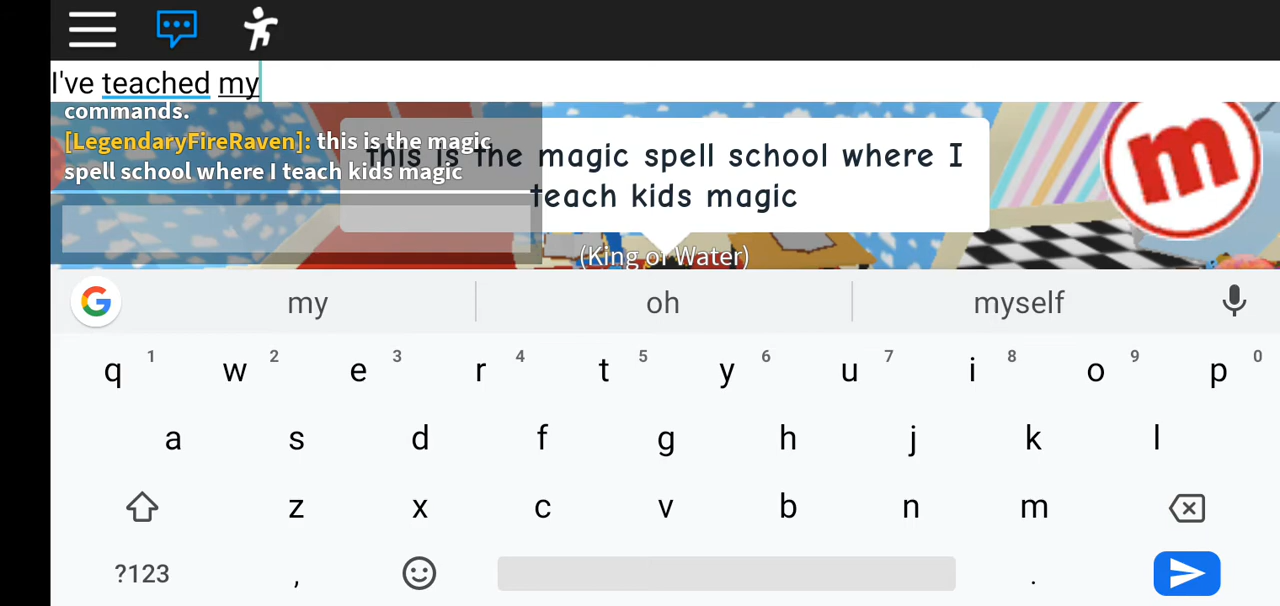 I've teached my
commands.
[LegendaryFireRaven]: this is the magic
spell school where I teach kids magic
this is the magic spell school where I
teach kids magic
(King of Water)
m
my oh myself
q 1 w 2 e 3 r 4 t 5 y 6 u 7 i 8 o 9 p 0
a s d f g h j k l
z x c v b n m
?123 , .